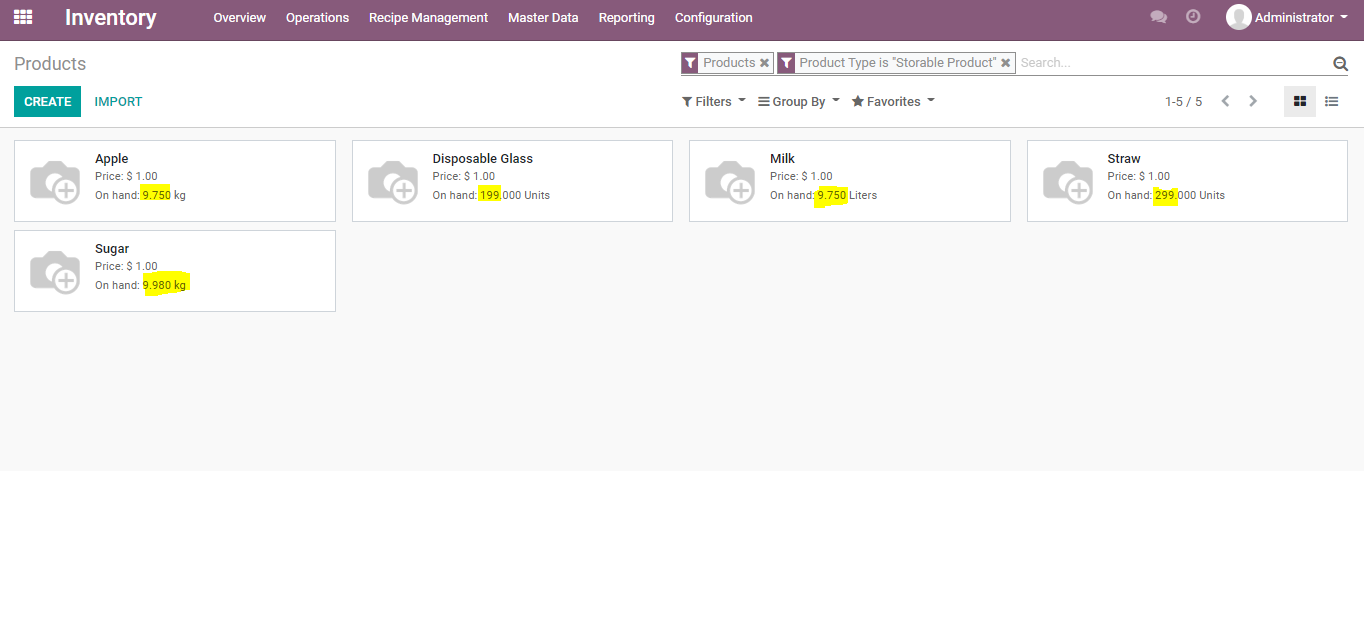 Inventory Overview Operations Recipe Management Master Data Reporting Configuration Administrator
Products Products Product Type is "Storable Product" Search...
CREATE IMPORT Filters Group By Favorites 1-5 / 5
Apple
Price: $ 1.00
On hand: 9.750 kg
Disposable Glass
Price: $ 1.00
On hand: 199.000 Units
Milk
Price: $ 1.00
On hand: 9.750 Liters
Straw
Price: $ 1.00
On hand: 299.000 Units
Sugar
Price: $ 1.00
On hand: 9.980 kg